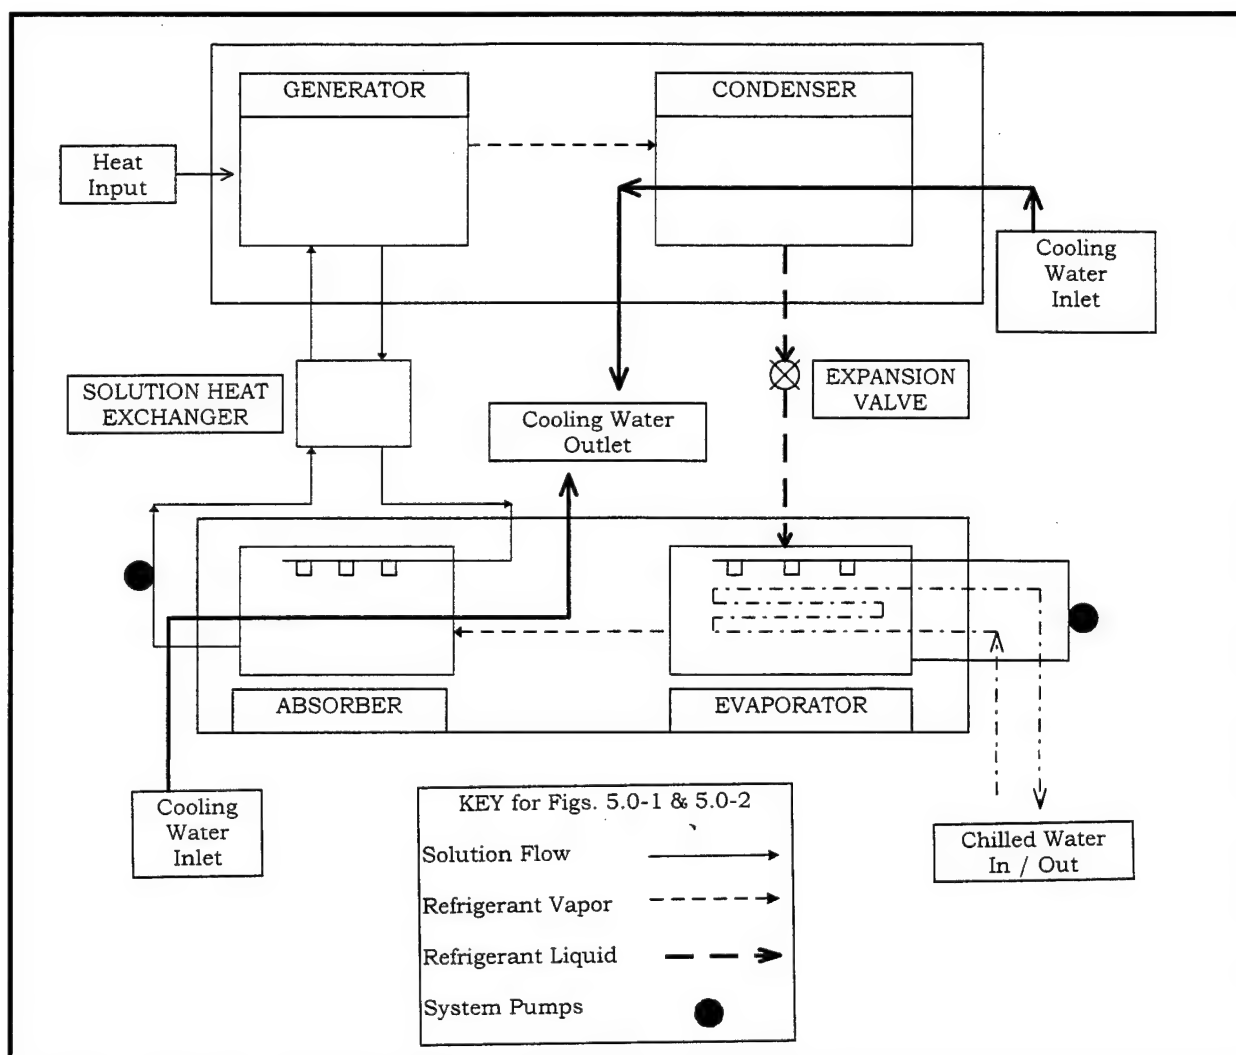 GENERATOR
CONDENSER
Heat
Input
Cooling
Water
Inlet
SOLUTION HEAT
EXCHANGER
EXPANSION
VALVE
Cooling Water
Outlet
ABSORBER
EVAPORATOR
Cooling
Water
Inlet
KEY for Figs. 5.0-1 & 5.0-2
Solution Flow
Refrigerant Vapor
Refrigerant Liquid
System Pumps
Chilled Water
In / Out